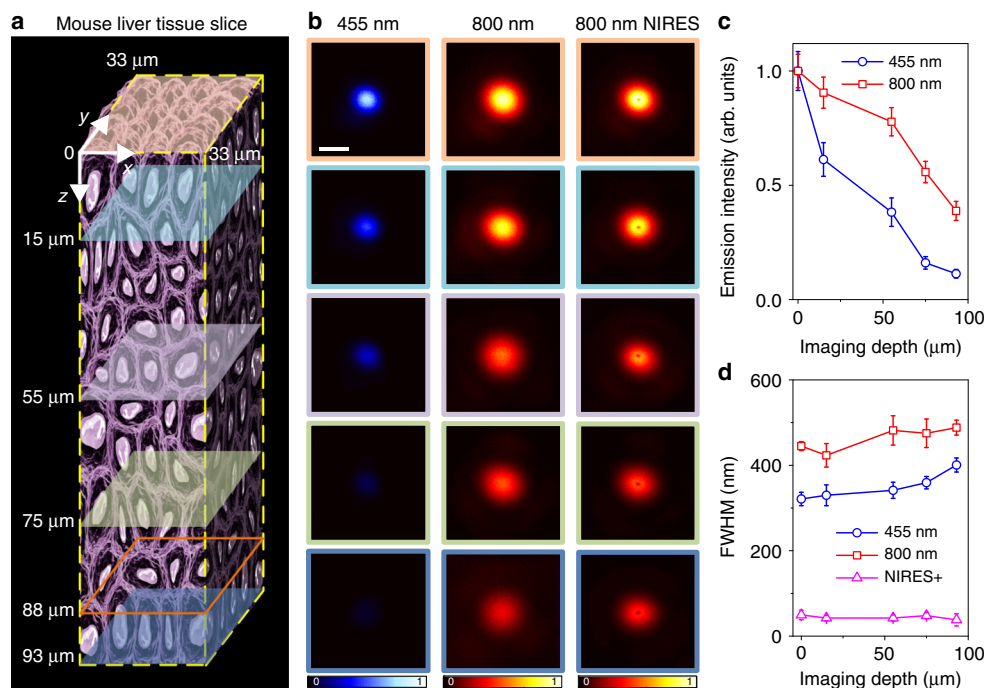 a
Mouse liver tissue slice
33 μm
y
0
x
33 μm
z
15 μm
55 μm
75 μm
88 μm
93 μm
b
455 nm
800 nm
800 nm NIRES
0 1
0 1
0 1
c
455 nm
800 nm
1.0
0.5
0.0
Emission intensity (arb. units)
0 50 100
Imaging depth (μm)
d
600
400
200
0
FWHM (nm)
455 nm
800 nm
NIRES+
0 50 100
Imaging depth (μm)